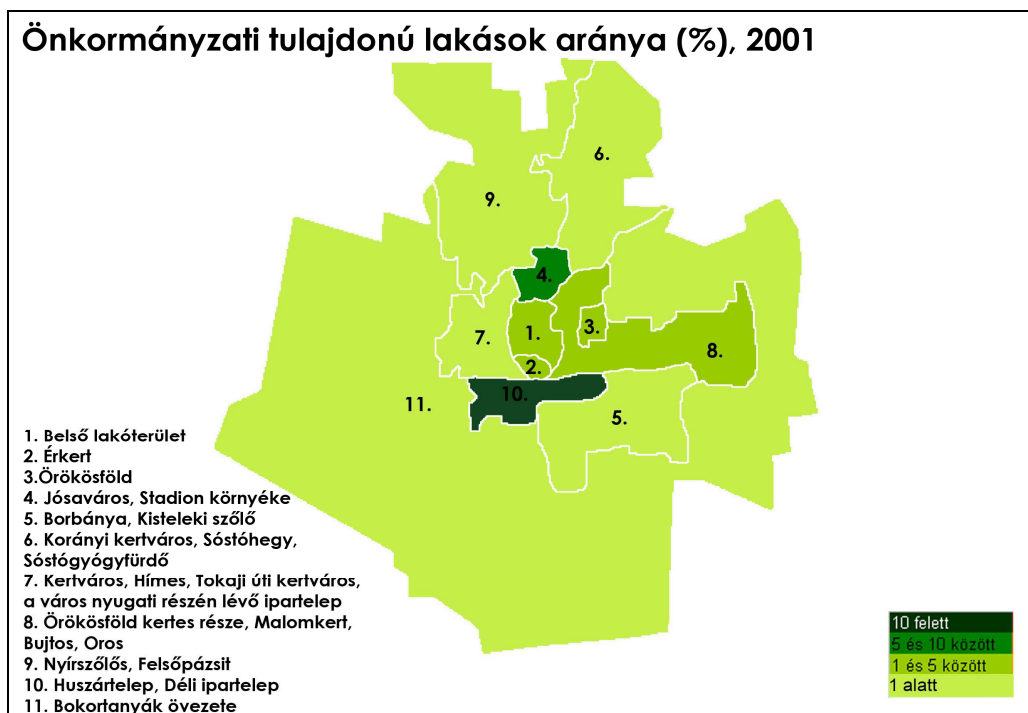 Önkormányzati tulajdonú lakások aránya (%), 2001
6.
9.
4.
3.
1.
7.
8.
2.
10.
11.
5.
1. Belső lakóterület
2. Érkert
3.Örökösföld
4. Jósaváros, Stadion környéke
5. Borbánya, Kisteleki szőlő
6. Korányi kertváros, Sóstóhegy,
Sóstógyógyfürdő
7. Kertváros, Hímes, Tokaji úti kertváros,
a város nyugati részén lévő ipartelep
8. Örökösföld kertes része, Malomkert,
Bujtos, Oros
9. Nyírszőlős, Felsőpázsit
10. Huszártelep, Déli ipartelep
11. Bokortanyák övezete
10 felett
5 és 10 között
1 és 5 között
1 alatt